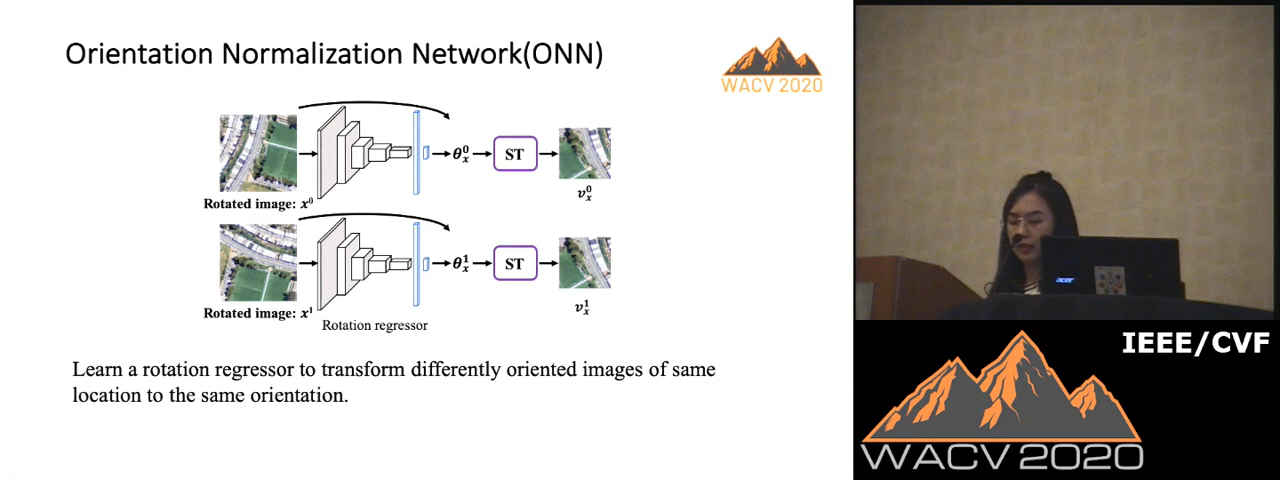 Orientation Normalization Network(ONN)
WACV 2020
θ⁰ₓ
ST
Rotated image: x⁰
v⁰ₓ
θ¹ₓ
ST
Rotated image: x¹
v¹ₓ
Rotation regressor
Learn a rotation regressor to transform differently oriented images of same
location to the same orientation.
acer
IEEE/CVF
WACV 2020